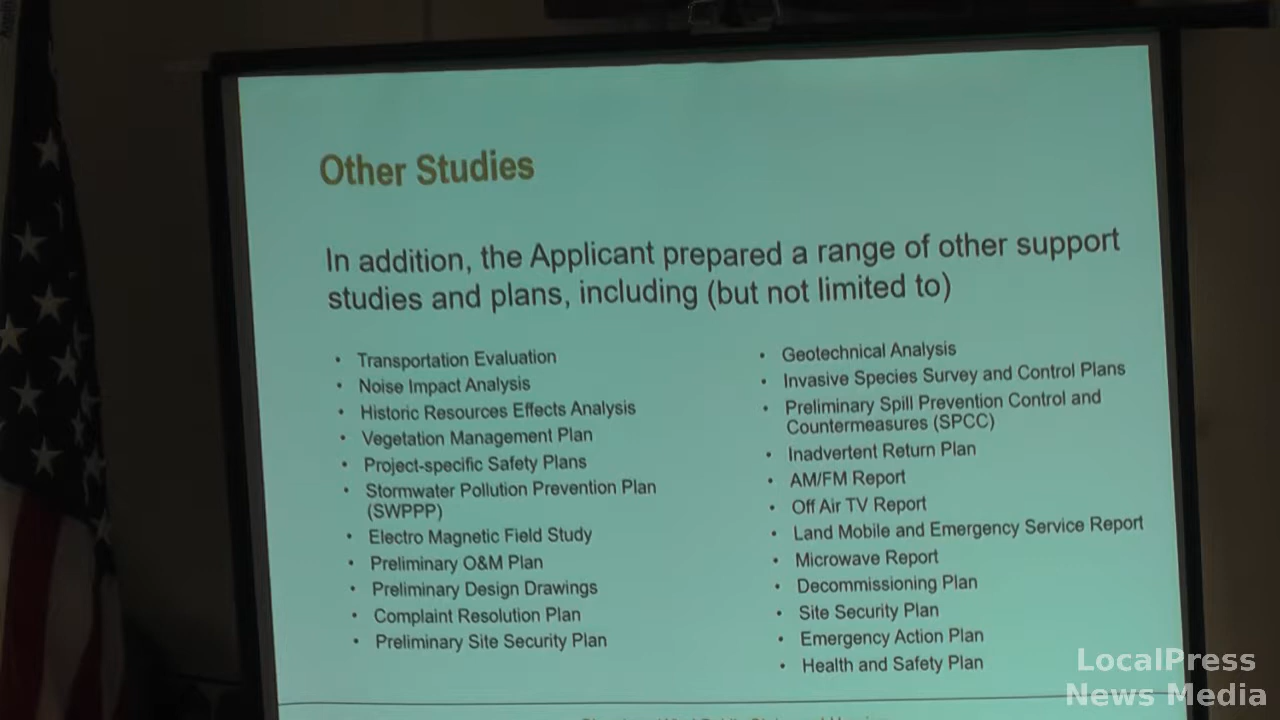 Other Studies
In addition, the Applicant prepared a range of other support
studies and plans, including (but not limited to)
• Transportation Evaluation
• Noise Impact Analysis
• Historic Resources Effects Analysis
• Vegetation Management Plan
• Project-specific Safety Plans
• Stormwater Pollution Prevention Plan
(SWPPP)
• Electro Magnetic Field Study
• Preliminary O&M Plan
• Preliminary Design Drawings
• Complaint Resolution Plan
• Preliminary Site Security Plan
• Geotechnical Analysis
• Invasive Species Survey and Control Plans
• Preliminary Spill Prevention Control and
Countermeasures (SPCC)
• Inadvertent Return Plan
• AM/FM Report
• Off Air TV Report
• Land Mobile and Emergency Service Report
• Microwave Report
• Decommissioning Plan
• Site Security Plan
• Emergency Action Plan
• Health and Safety Plan
LocalPress
News Media